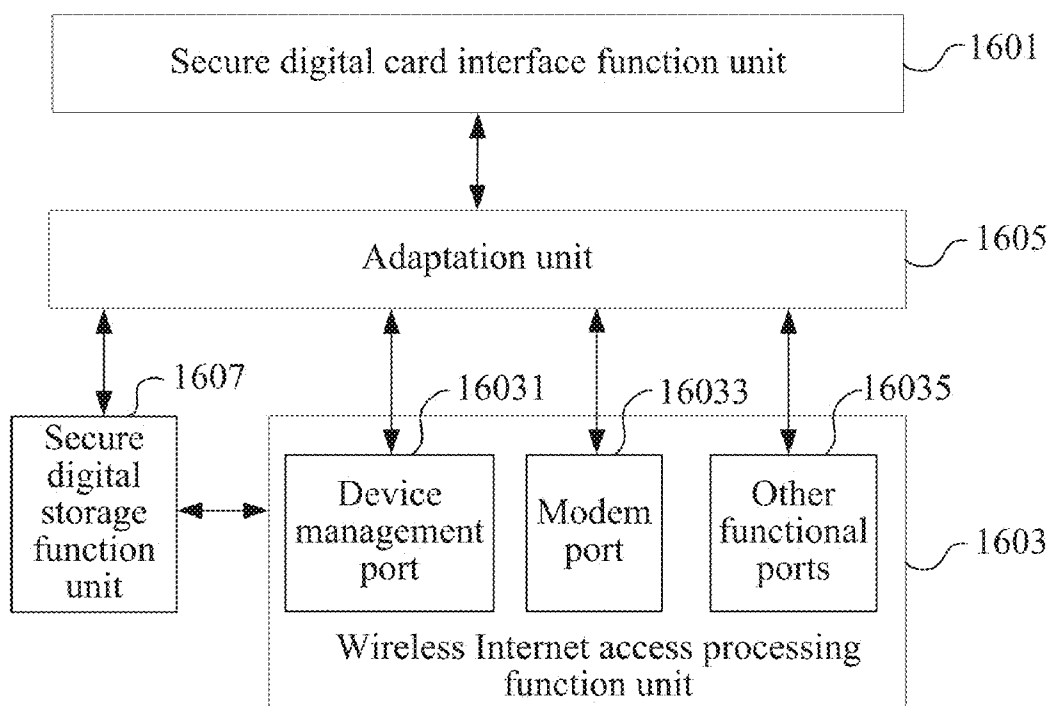 Secure digital card interface function unit
1601
Adaptation unit
1605
1607
16031
16033
16035
Secure
digital
storage
function
unit
Device
management
port
Modem
port
Other
functional
ports
1603
Wireless Internet access processing
function unit